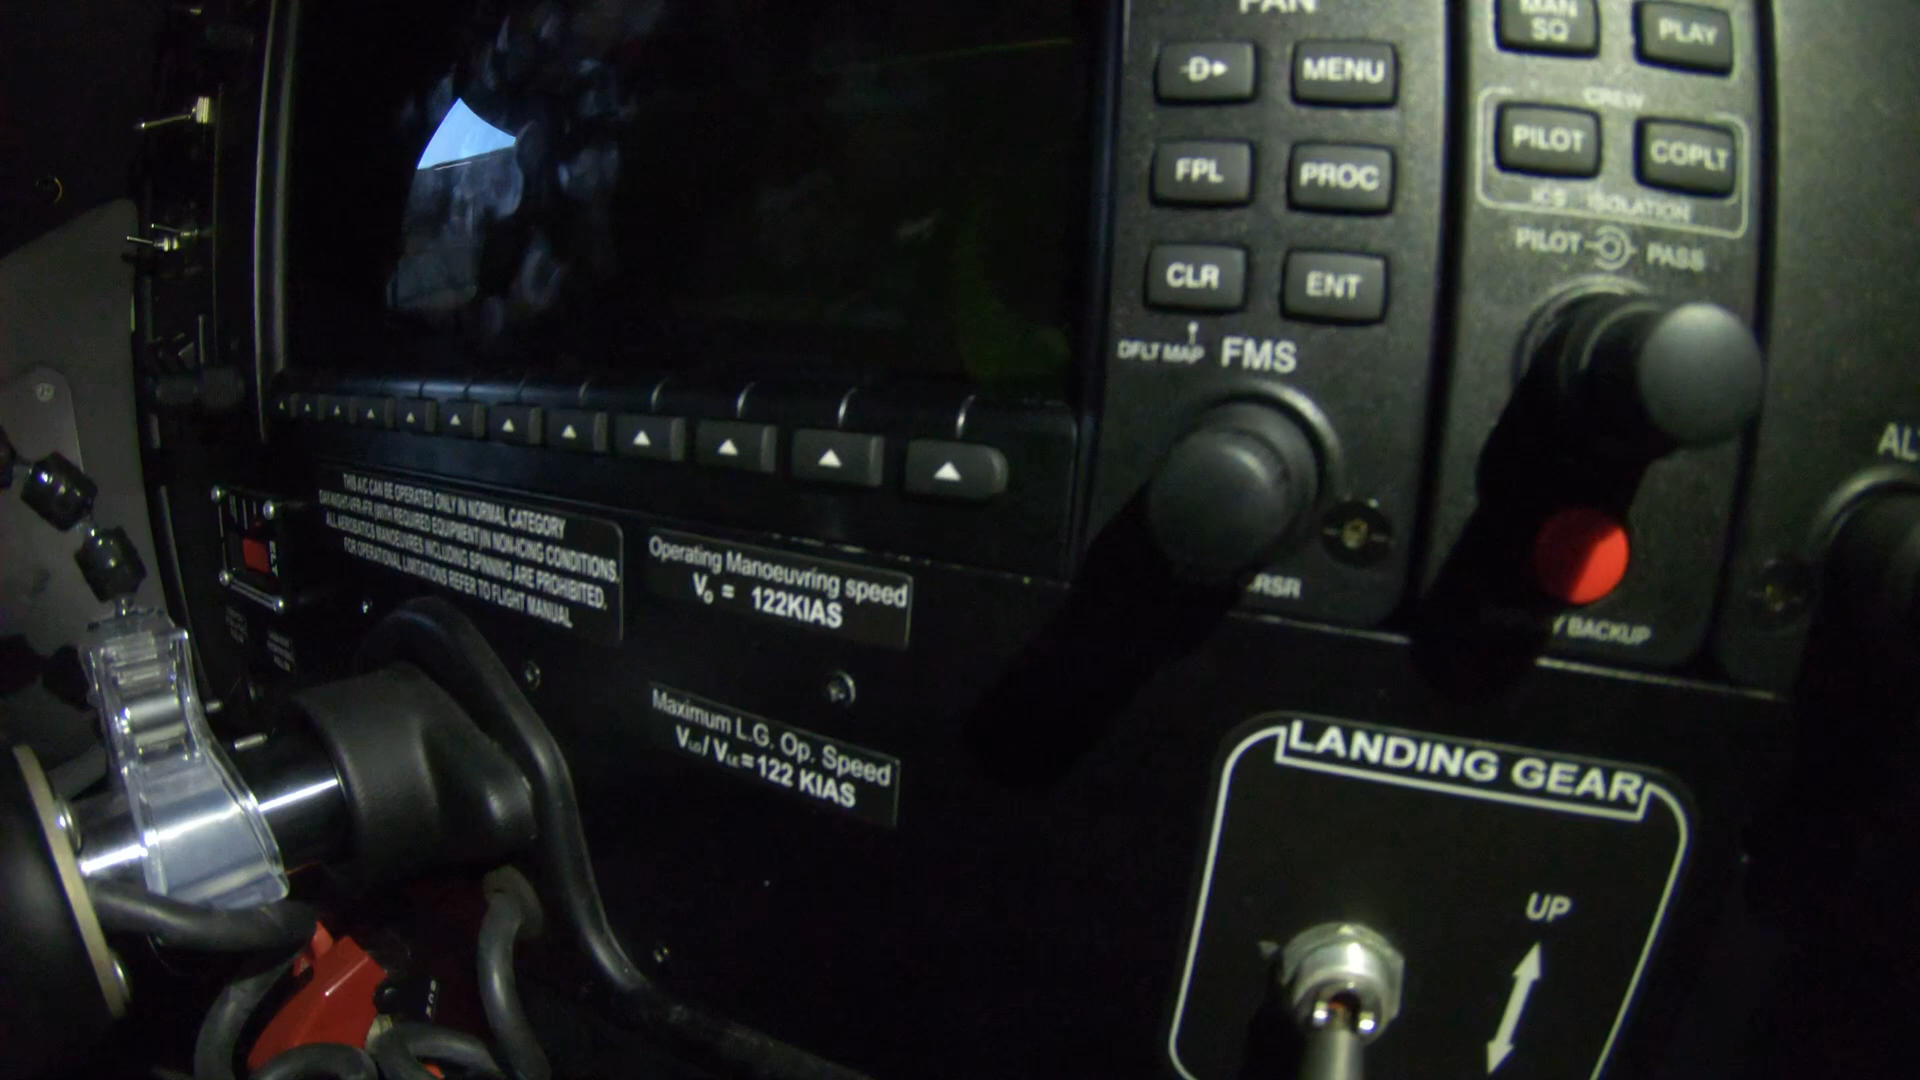 PAN
MENU
FPL
PROC
CLR
ENT
DFLT MAP
FMS
MAN
SQ
PLAY
CREW
PILOT
COPLT
ICS ISOLATION
PILOT
PASS
BACKUP
THIS A/C CAN BE OPERATED ONLY IN NORMAL CATEGORY
DAY-NIGHT-VFR-IFR (WITH REQUIRED EQUIPMENT) IN NON-ICING CONDITIONS.
ALL AEROBATICS MANOEUVRES INCLUDING SPINNING ARE PROHIBITED.
FOR OPERATIONAL LIMITATIONS REFER TO FLIGHT MANUAL
Operating Manoeuvring speed
VO = 122KIAS
Maximum L.G. Op. Speed
VLO/ VLE=122 KIAS
LANDING GEAR
UP